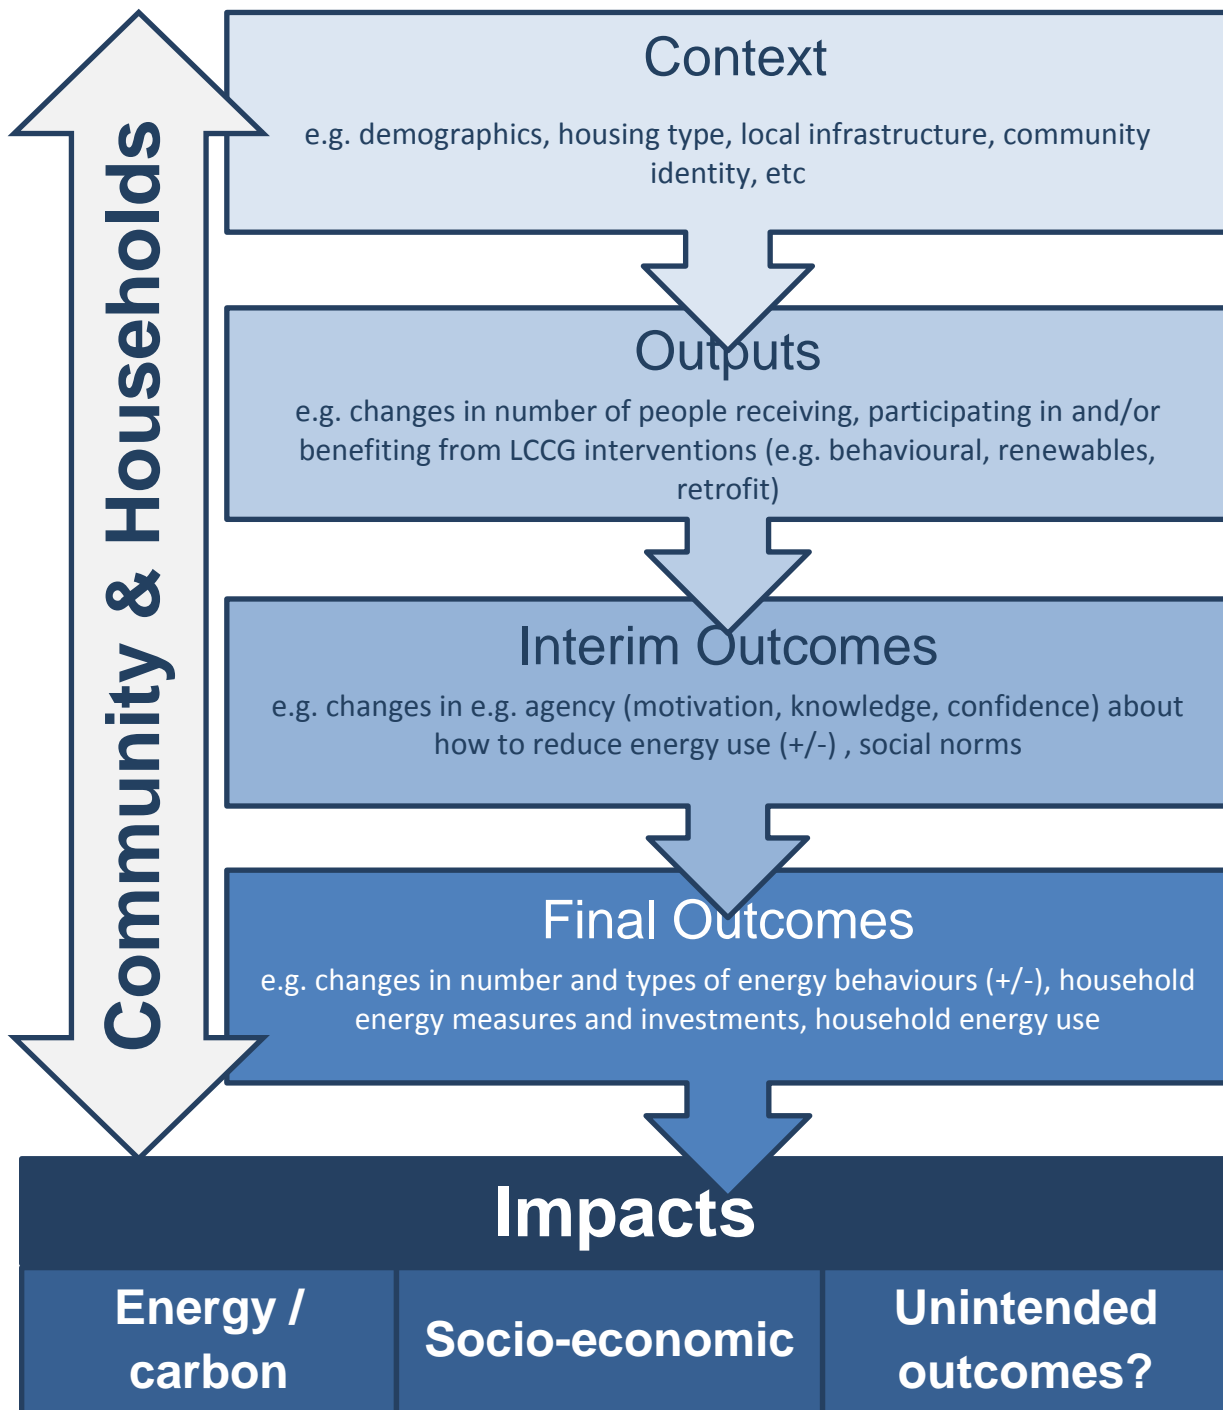 Community & Households
Context
e.g. demographics, housing type, local infrastructure, community
identity, etc
Outputs
e.g. changes in number of people receiving, participating in and/or
benefiting from LCCG interventions (e.g. behavioural, renewables,
retrofit)
Interim Outcomes
e.g. changes in e.g. agency (motivation, knowledge, confidence) about
how to reduce energy use (+/-) , social norms
Final Outcomes
e.g. changes in number and types of energy behaviours (+/-), household
energy measures and investments, household energy use
Impacts
Energy /
carbon
Socio-economic
Unintended
outcomes?